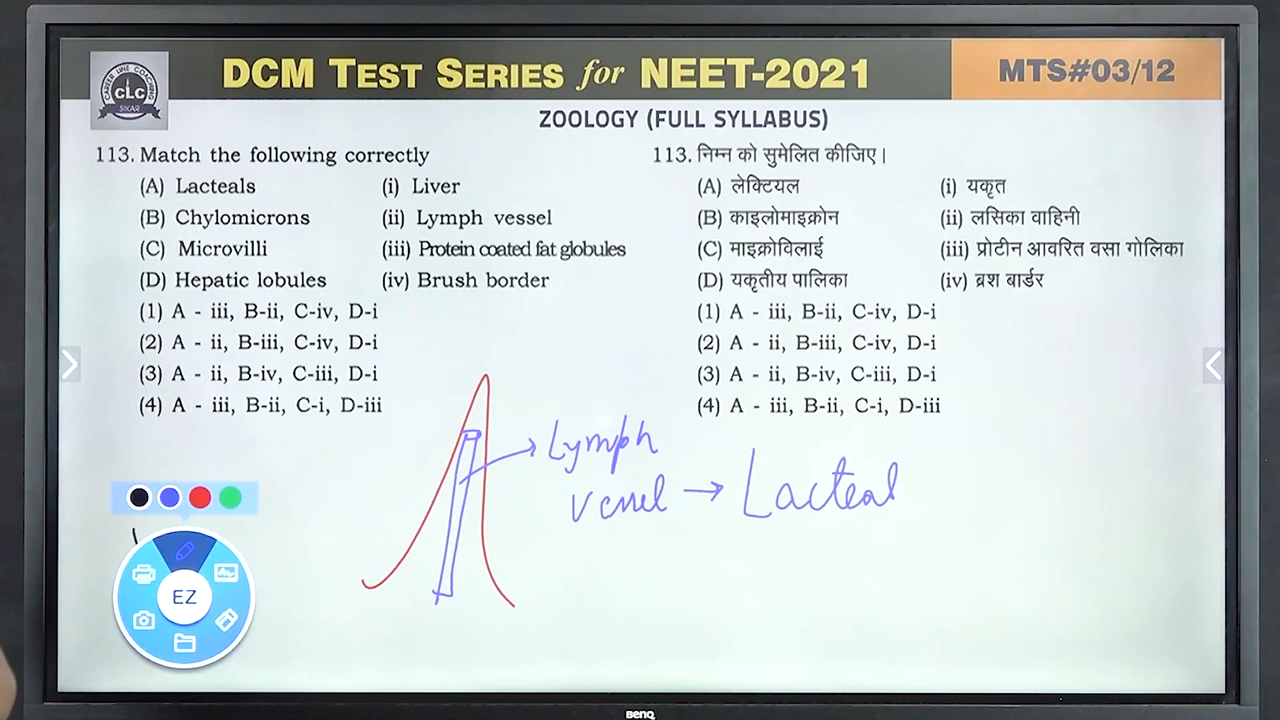 CAREER LINE COACHING
CLC
SIKAR
DCM TEST SERIES for NEET-2021
MTS#03/12
ZOOLOGY (FULL SYLLABUS)
113. Match the following correctly
(A) Lacteals (i) Liver
(B) Chylomicrons (ii) Lymph vessel
(C) Microvilli (iii) Protein coated fat globules
(D) Hepatic lobules (iv) Brush border
(1) A - iii, B-ii, C-iv, D-i
(2) A - ii, B-iii, C-iv, D-i
(3) A - ii, B-iv, C-iii, D-i
(4) A - iii, B-ii, C-i, D-iii
113. निम्न को सुमेलित कीजिए।
(A) लेक्टियल (i) यकृत
(B) काइलोमाइक्रोन (ii) लसिका वाहिनी
(C) माइक्रोविलाई (iii) प्रोटीन आवरित वसा गोलिका
(D) यकृतीय पालिका (iv) ब्रश बार्डर
(1) A - iii, B-ii, C-iv, D-i
(2) A - ii, B-iii, C-iv, D-i
(3) A - ii, B-iv, C-iii, D-i
(4) A - iii, B-ii, C-i, D-iii
Lymph
vessel → Lacteal
EZ
BenQ